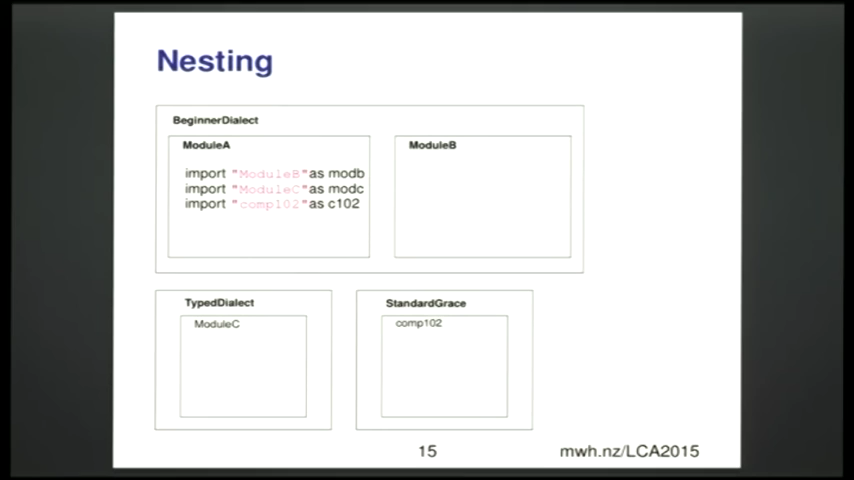 Nesting
BeginnerDialect
ModuleA
import "ModuleB"as modb
import "ModuleC"as modc
import "comp102"as c102
ModuleB
TypedDialect
ModuleC
StandardGrace
comp102
15
mwh.nz/LCA2015